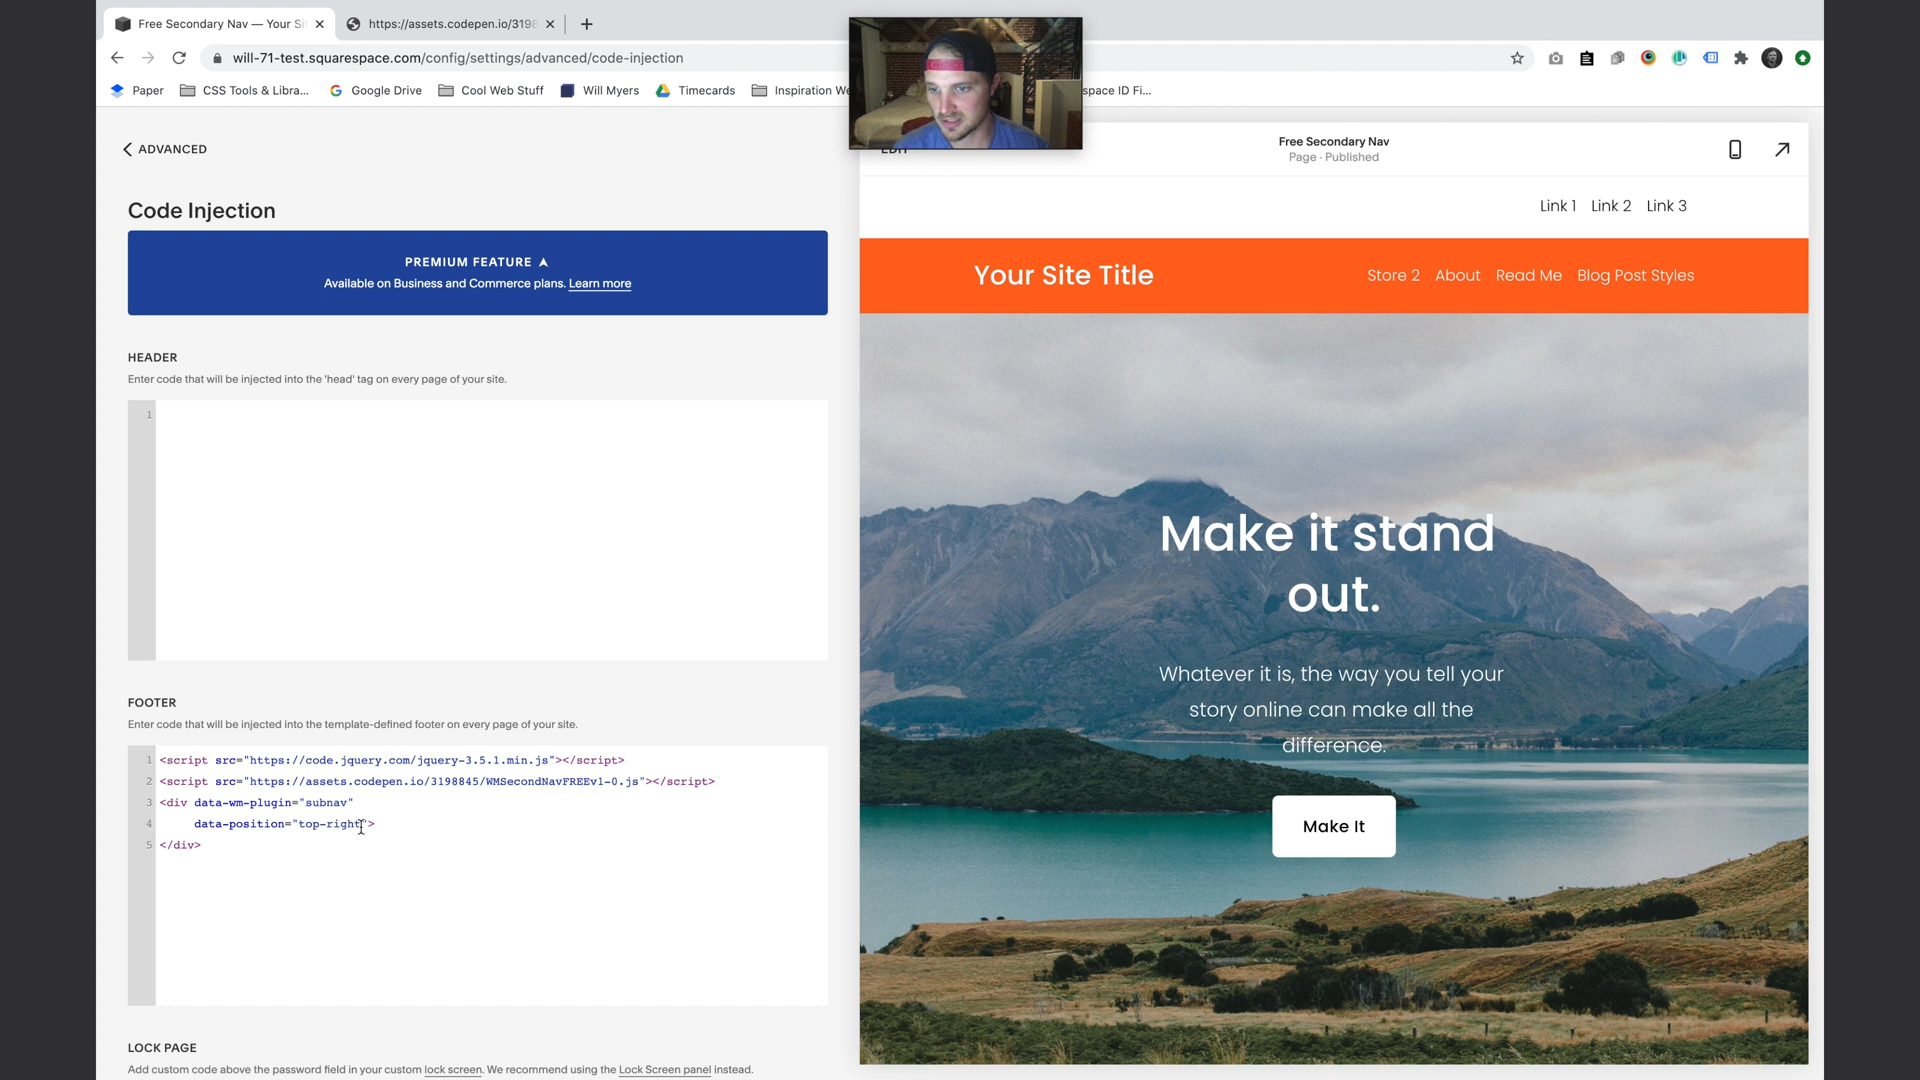 Free Secondary Nav — Your Si
https://assets.codepen.io/3198
will-71-test.squarespace.com/config/settings/advanced/code-injection
Paper
CSS Tools & Libra...
Google Drive
Cool Web Stuff
Will Myers
Timecards
Inspiration We
space ID Fi...
ADVANCED
EDIT
Free Secondary Nav
Page · Published
Link 1 Link 2 Link 3
Code Injection
PREMIUM FEATURE
Available on Business and Commerce plans. Learn more
Your Site Title
Store 2 About Read Me Blog Post Styles
HEADER
Enter code that will be injected into the 'head' tag on every page of your site.
1
Make it stand
out.
Whatever it is, the way you tell your
story online can make all the
difference.
Make It
FOOTER
Enter code that will be injected into the template-defined footer on every page of your site.
1 <script src="https://code.jquery.com/jquery-3.5.1.min.js"></script>
2 <script src="https://assets.codepen.io/3198845/WMSecondNavFREEv1-0.js"></script>
3 <div data-wm-plugin="subnav"
4 data-position="top-right">
5 </div>
LOCK PAGE
Add custom code above the password field in your custom lock screen. We recommend using the Lock Screen panel instead.